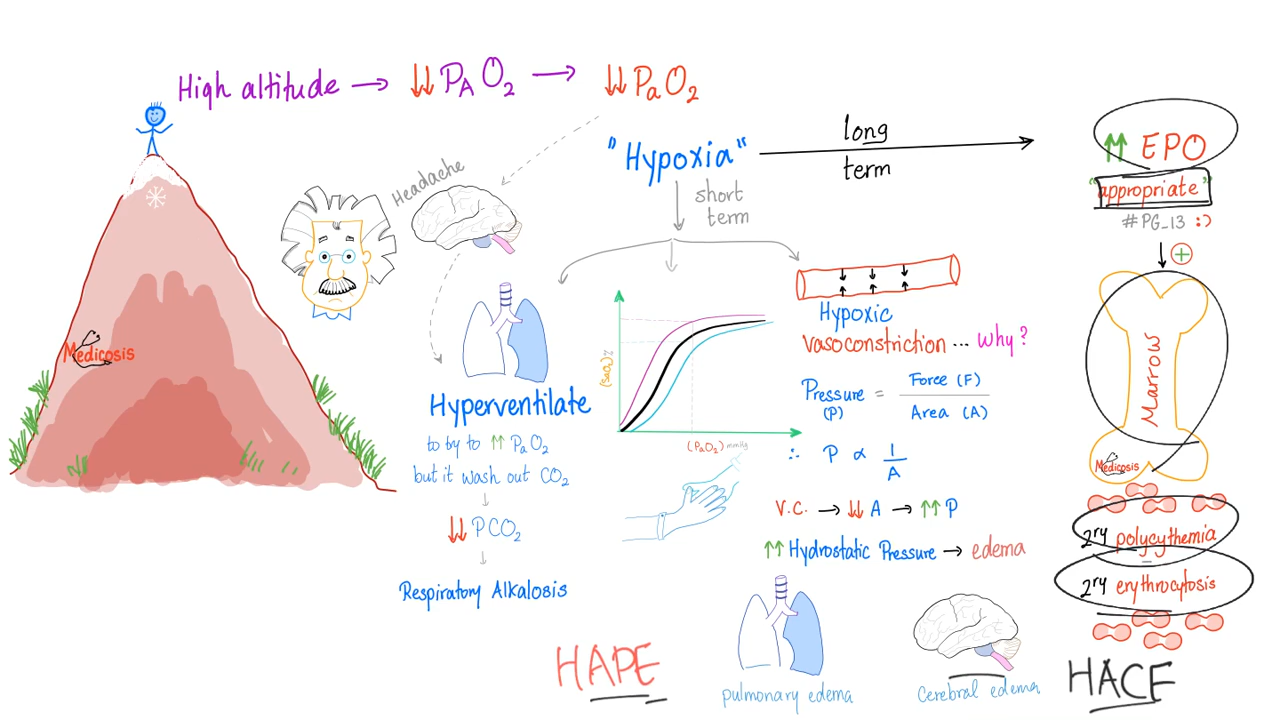 High altitude → ↓↓ PAO2 → ↓↓ PaO2
"Hypoxia"
long
term
short
term
Headache
Medicosis
Hyperventilate
to try to ↑↑ PaO2
but it wash out CO2
↓
↓↓ PCO2
↓
Respiratory Alkalosis
(SaO2)%
(PaO2) mmHg
Hypoxic
vasoconstriction ... why?
Pressure (P) = Force (F) / Area (A)
∴ P ∝ 1/A
V.C. → ↓↓ A → ↑↑ P
↑↑ Hydrostatic Pressure → edema
HAPE
pulmonary edema
Cerebral edema
HACE
↑↑ EPO
"appropriate"
#PG_13 :)
↓ +
Marrow
Medicosis
2ry polycythemia
2ry erythrocytosis